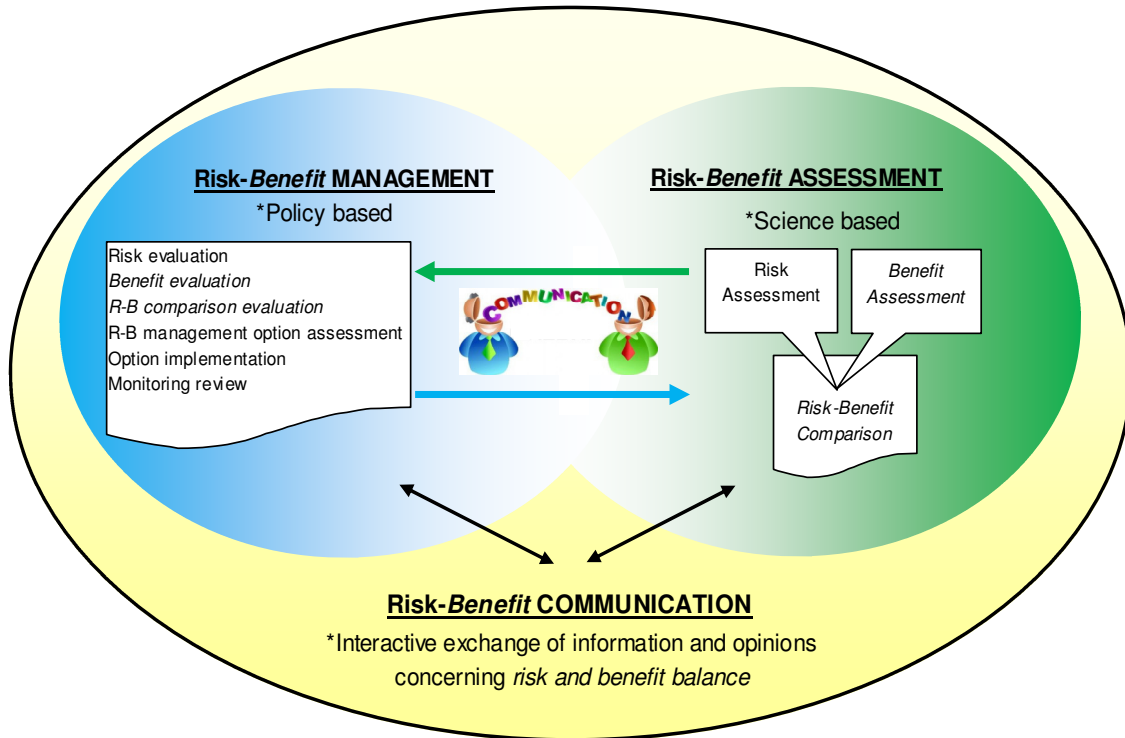 Risk-Benefit MANAGEMENT
*Policy based
Risk evaluation
Benefit evaluation
R-B comparison evaluation
R-B management option assessment
Option implementation
Monitoring review
COMMUNICATION
Risk-Benefit ASSESSMENT
*Science based
Risk
Assessment
Benefit
Assessment
Risk-Benefit
Comparison
Risk-Benefit COMMUNICATION
*Interactive exchange of information and opinions
concerning risk and benefit balance